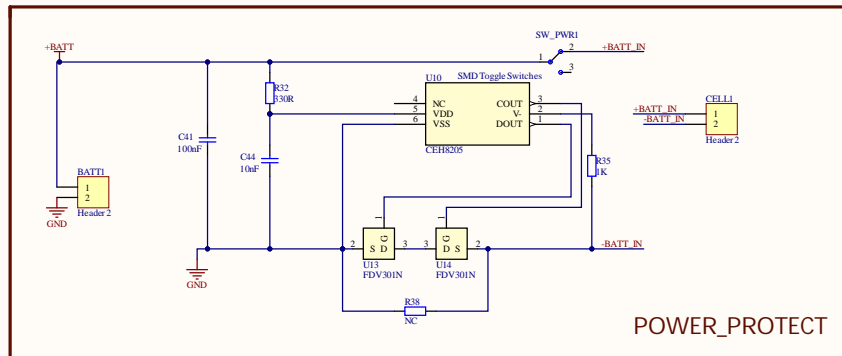 +BATT
SW_PWR1
1
2
+BATT_IN
3
SMD Toggle Switches
U10
R32
330R
4 NC
5 VDD
6 VSS
COUT 3
V- 2
DOUT 1
CEH8205
C41
100nF
C44
10nF
R35
1K
+BATT_IN
-BATT_IN
CELL1
1
2
Header 2
BATT1
1
2
Header 2
GND
GND
1
G
2 S D 3
U13
FDV301N
1
G
3 D S 2
U14
FDV301N
-BATT_IN
R38
NC
POWER_PROTECT